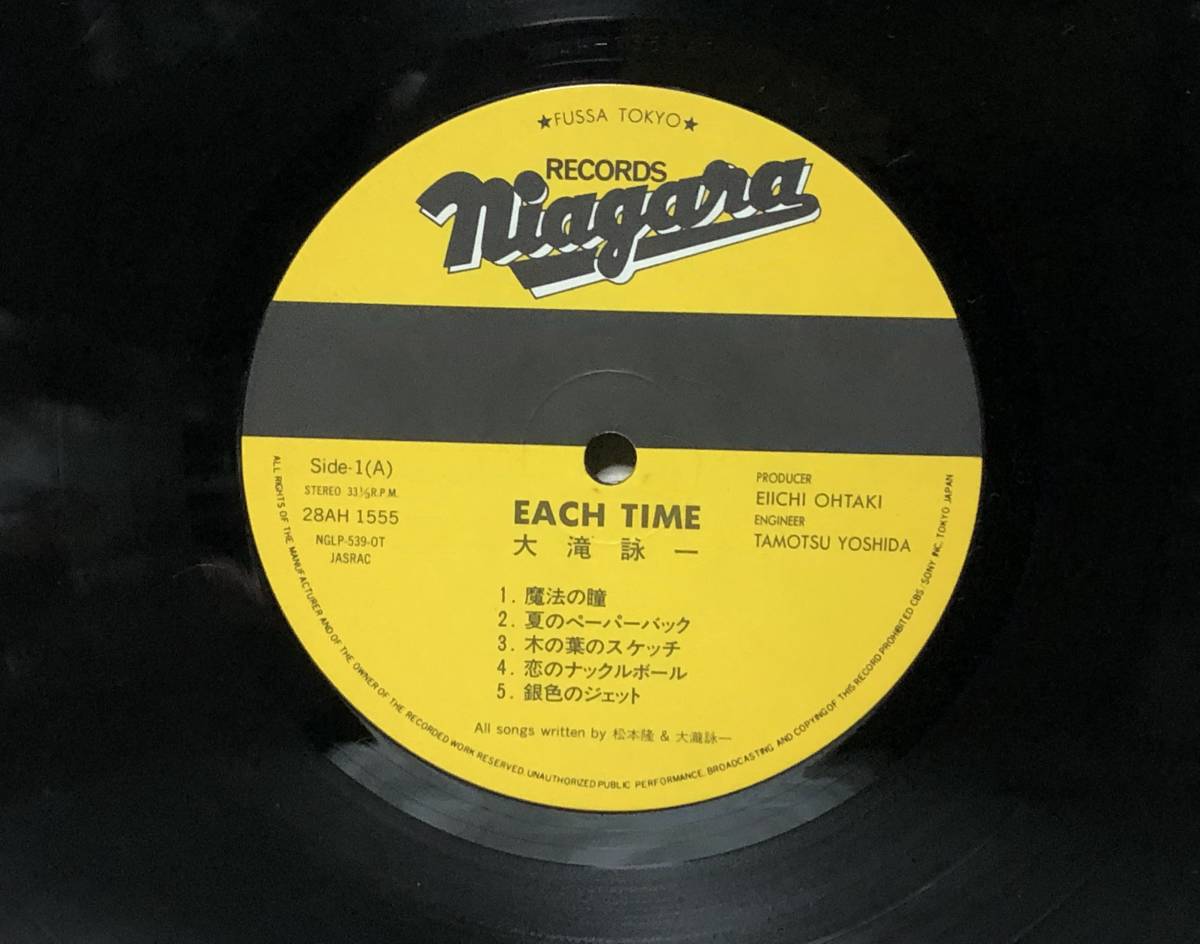 ★FUSSA TOKYO★
RECORDS
Niagara
Side-1(A)
STEREO 33⅓R.P.M.
28AH 1555
NGLP-539-OT
JASRAC
EACH TIME
大滝詠一
PRODUCER
EIICHI OHTAKI
ENGINEER
TAMOTSU YOSHIDA
1. 魔法の瞳
2. 夏のペーパーバック
3. 木の葉のスケッチ
4. 恋のナックルボール
5. 銀色のジェット
All songs written by 松本隆 & 大瀧詠一
ALL RIGHTS OF THE MANUFACTURER AND OF THE OWNER OF THE RECORDED WORK RESERVED. UNAUTHORIZED PUBLIC PERFORMANCE. BROADCASTING AND COPYING OF THIS RECORD PROHIBITED CBS/SONY INC. TOKYO JAPAN